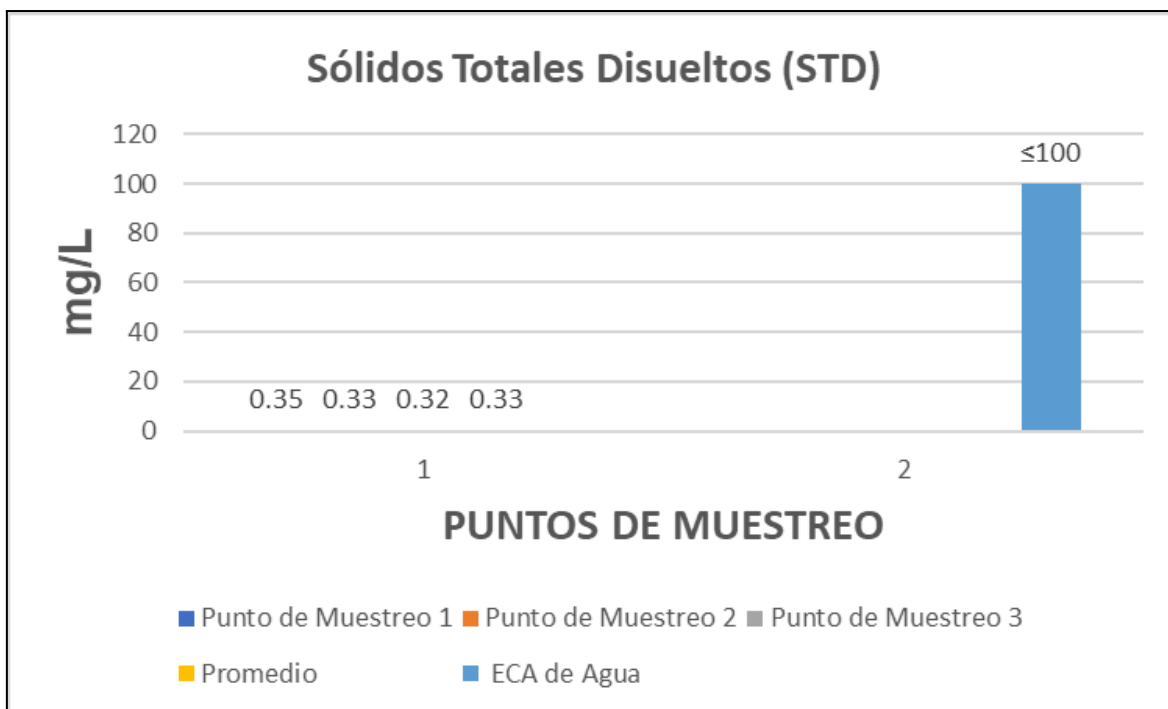 Sólidos Totales Disueltos (STD)
mg/L
120
100
80
60
40
20
0
≤100
0.35 0.33 0.32 0.33
1 2
PUNTOS DE MUESTREO
Punto de Muestreo 1 Punto de Muestreo 2 Punto de Muestreo 3
Promedio ECA de Agua